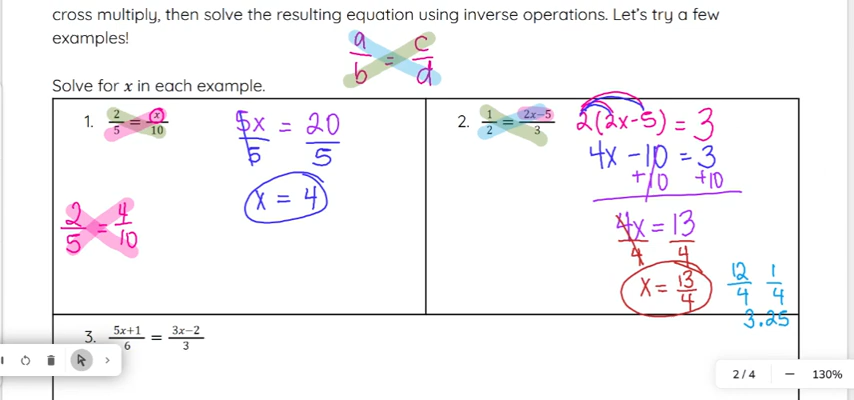 cross multiply, then solve the resulting equation using inverse operations. Let's try a few
examples!
a/b = c/d
Solve for x in each example.
1. 2/5 = x/10
5x = 20
5 5
x = 4
2/5 = 4/10
2. 1/2 = 2x-5/3
2(2x-5) = 3
4x -10 = 3
+10 +10
4x = 13
4 4
x = 13/4
12/4 1/4
3.25
3. 5x+1/6 = 3x-2/3
2 / 4
130%